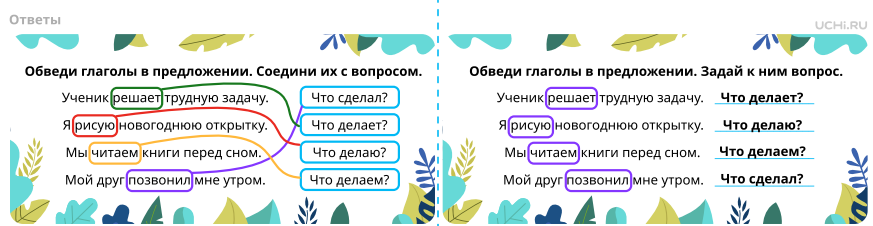 Ответы
UCHi.RU
Обведи глаголы в предложении. Соедини их с вопросом.
Ученик решает трудную задачу. Что сделал?
Я рисую новогоднюю открытку. Что делает?
Мы читаем книги перед сном. Что делаю?
Мой друг позвонил мне утром. Что делаем?
Обведи глаголы в предложении. Задай к ним вопрос.
Ученик решает трудную задачу. Что делает?
Я рисую новогоднюю открытку. Что делаю?
Мы читаем книги перед сном. Что делаем?
Мой друг позвонил мне утром. Что сделал?